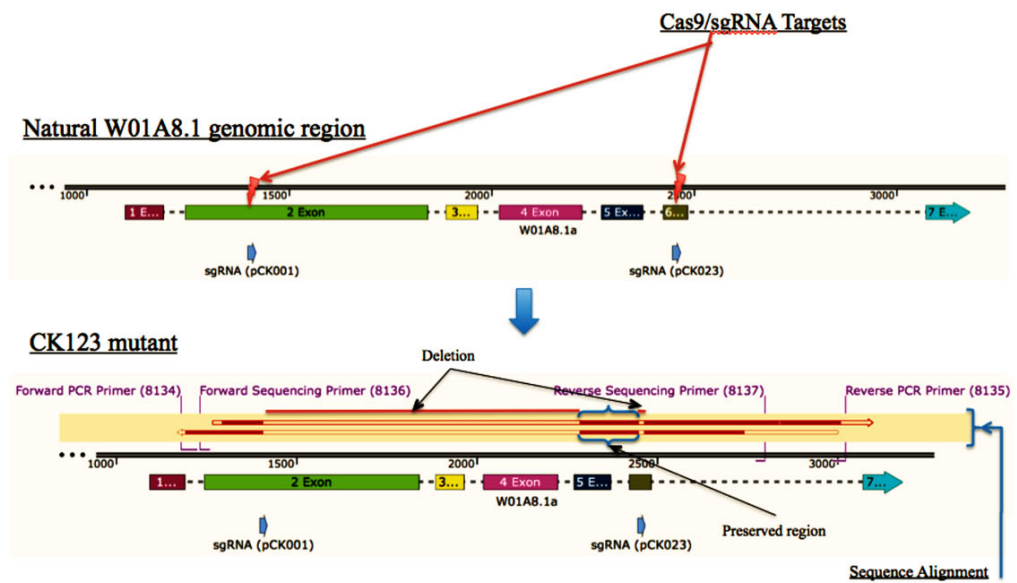 Cas9/sgRNA Targets
Natural W01A8.1 genomic region
1000 1500 2000 2500 3000
1 E... 2 Exon 3... 4 Exon 5 Ex... 6... 7 E...
W01A8.1a
sgRNA (pCK001) sgRNA (pCK023)
CK123 mutant
Deletion
Forward PCR Primer (8134) Forward Sequencing Primer (8136) Reverse Sequencing Primer (8137) Reverse PCR Primer (8135)
1000 1500 2000 2500 3000
1... 2 Exon 3... 4 Exon 5 E... 7...
W01A8.1a
sgRNA (pCK001) sgRNA (pCK023)
Preserved region
Sequence Alignment